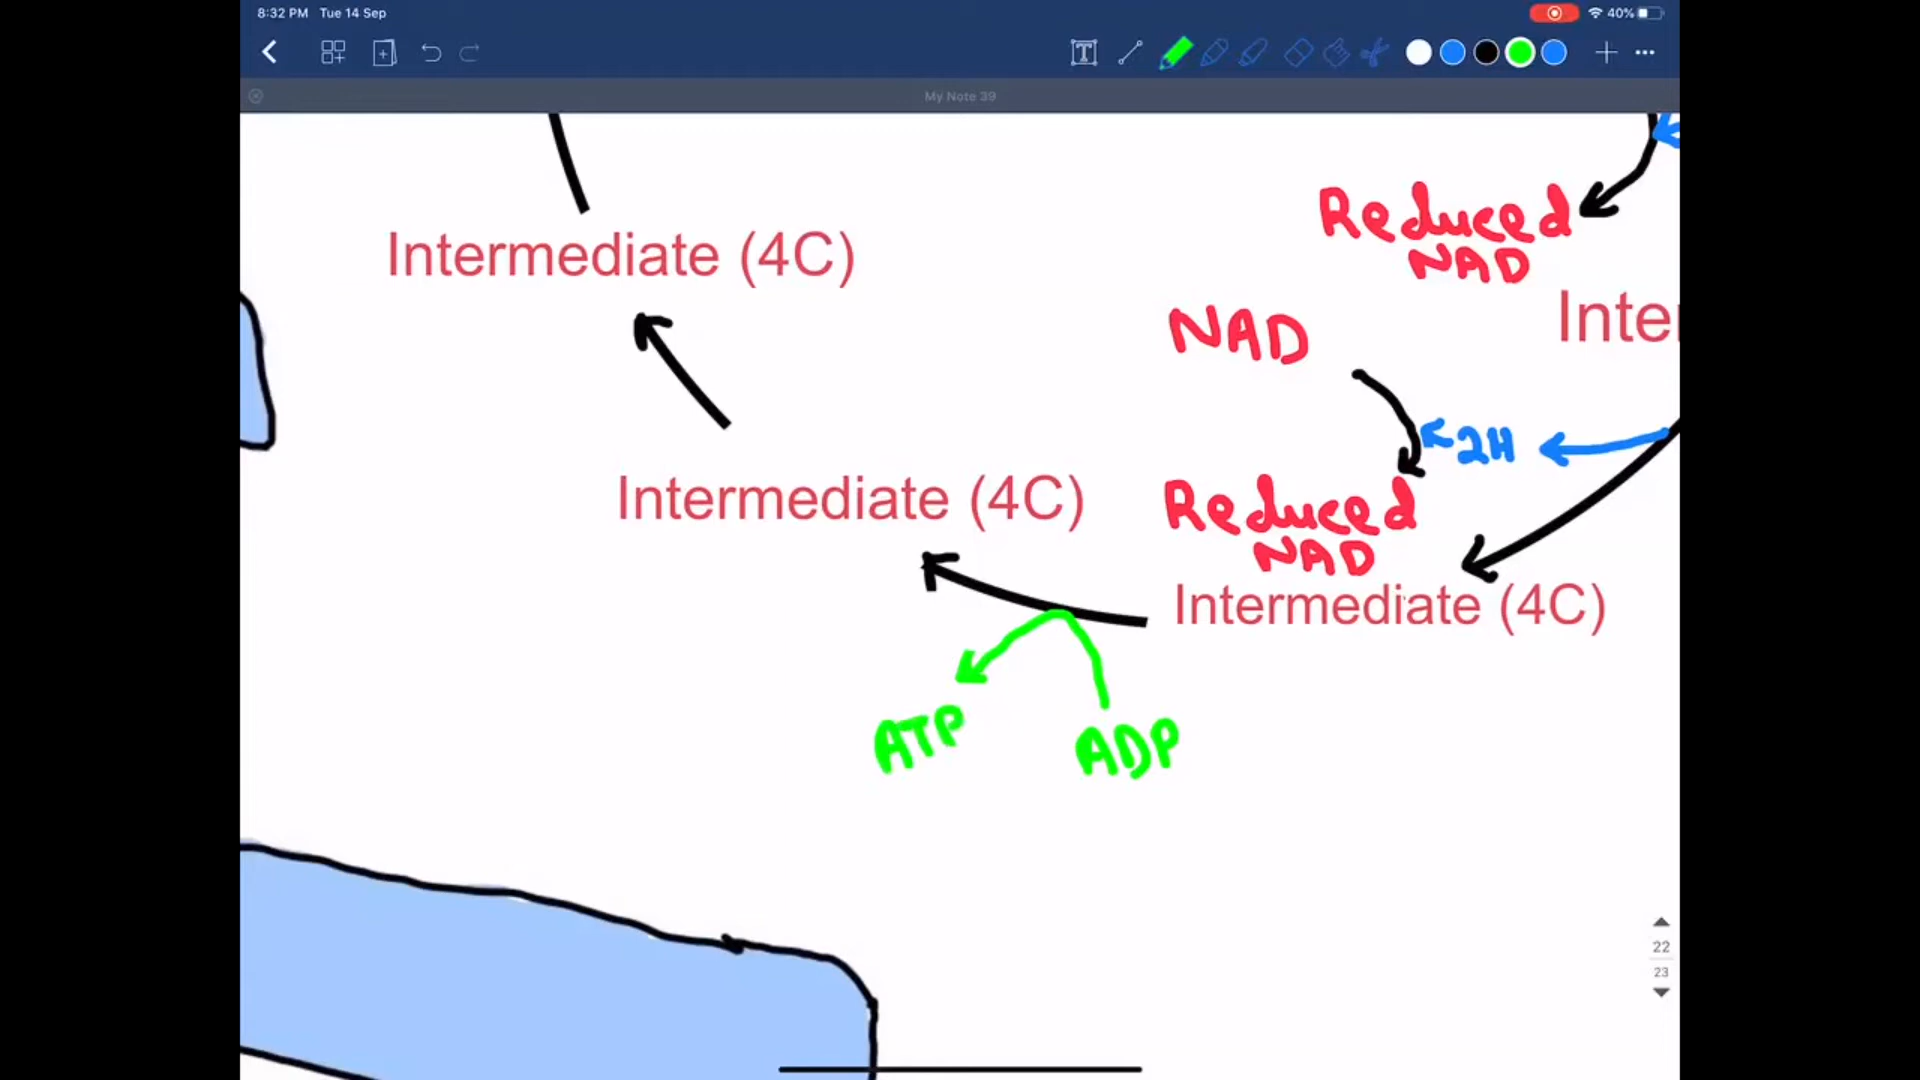 8:32 PM Tue 14 Sep
40%
My Note 39
Reduced
NAD
Intermediate (4C)
Inte
NAD
2H
Intermediate (4C)
Reduced
NAD
Intermediate (4C)
ATP
ADP
22
23